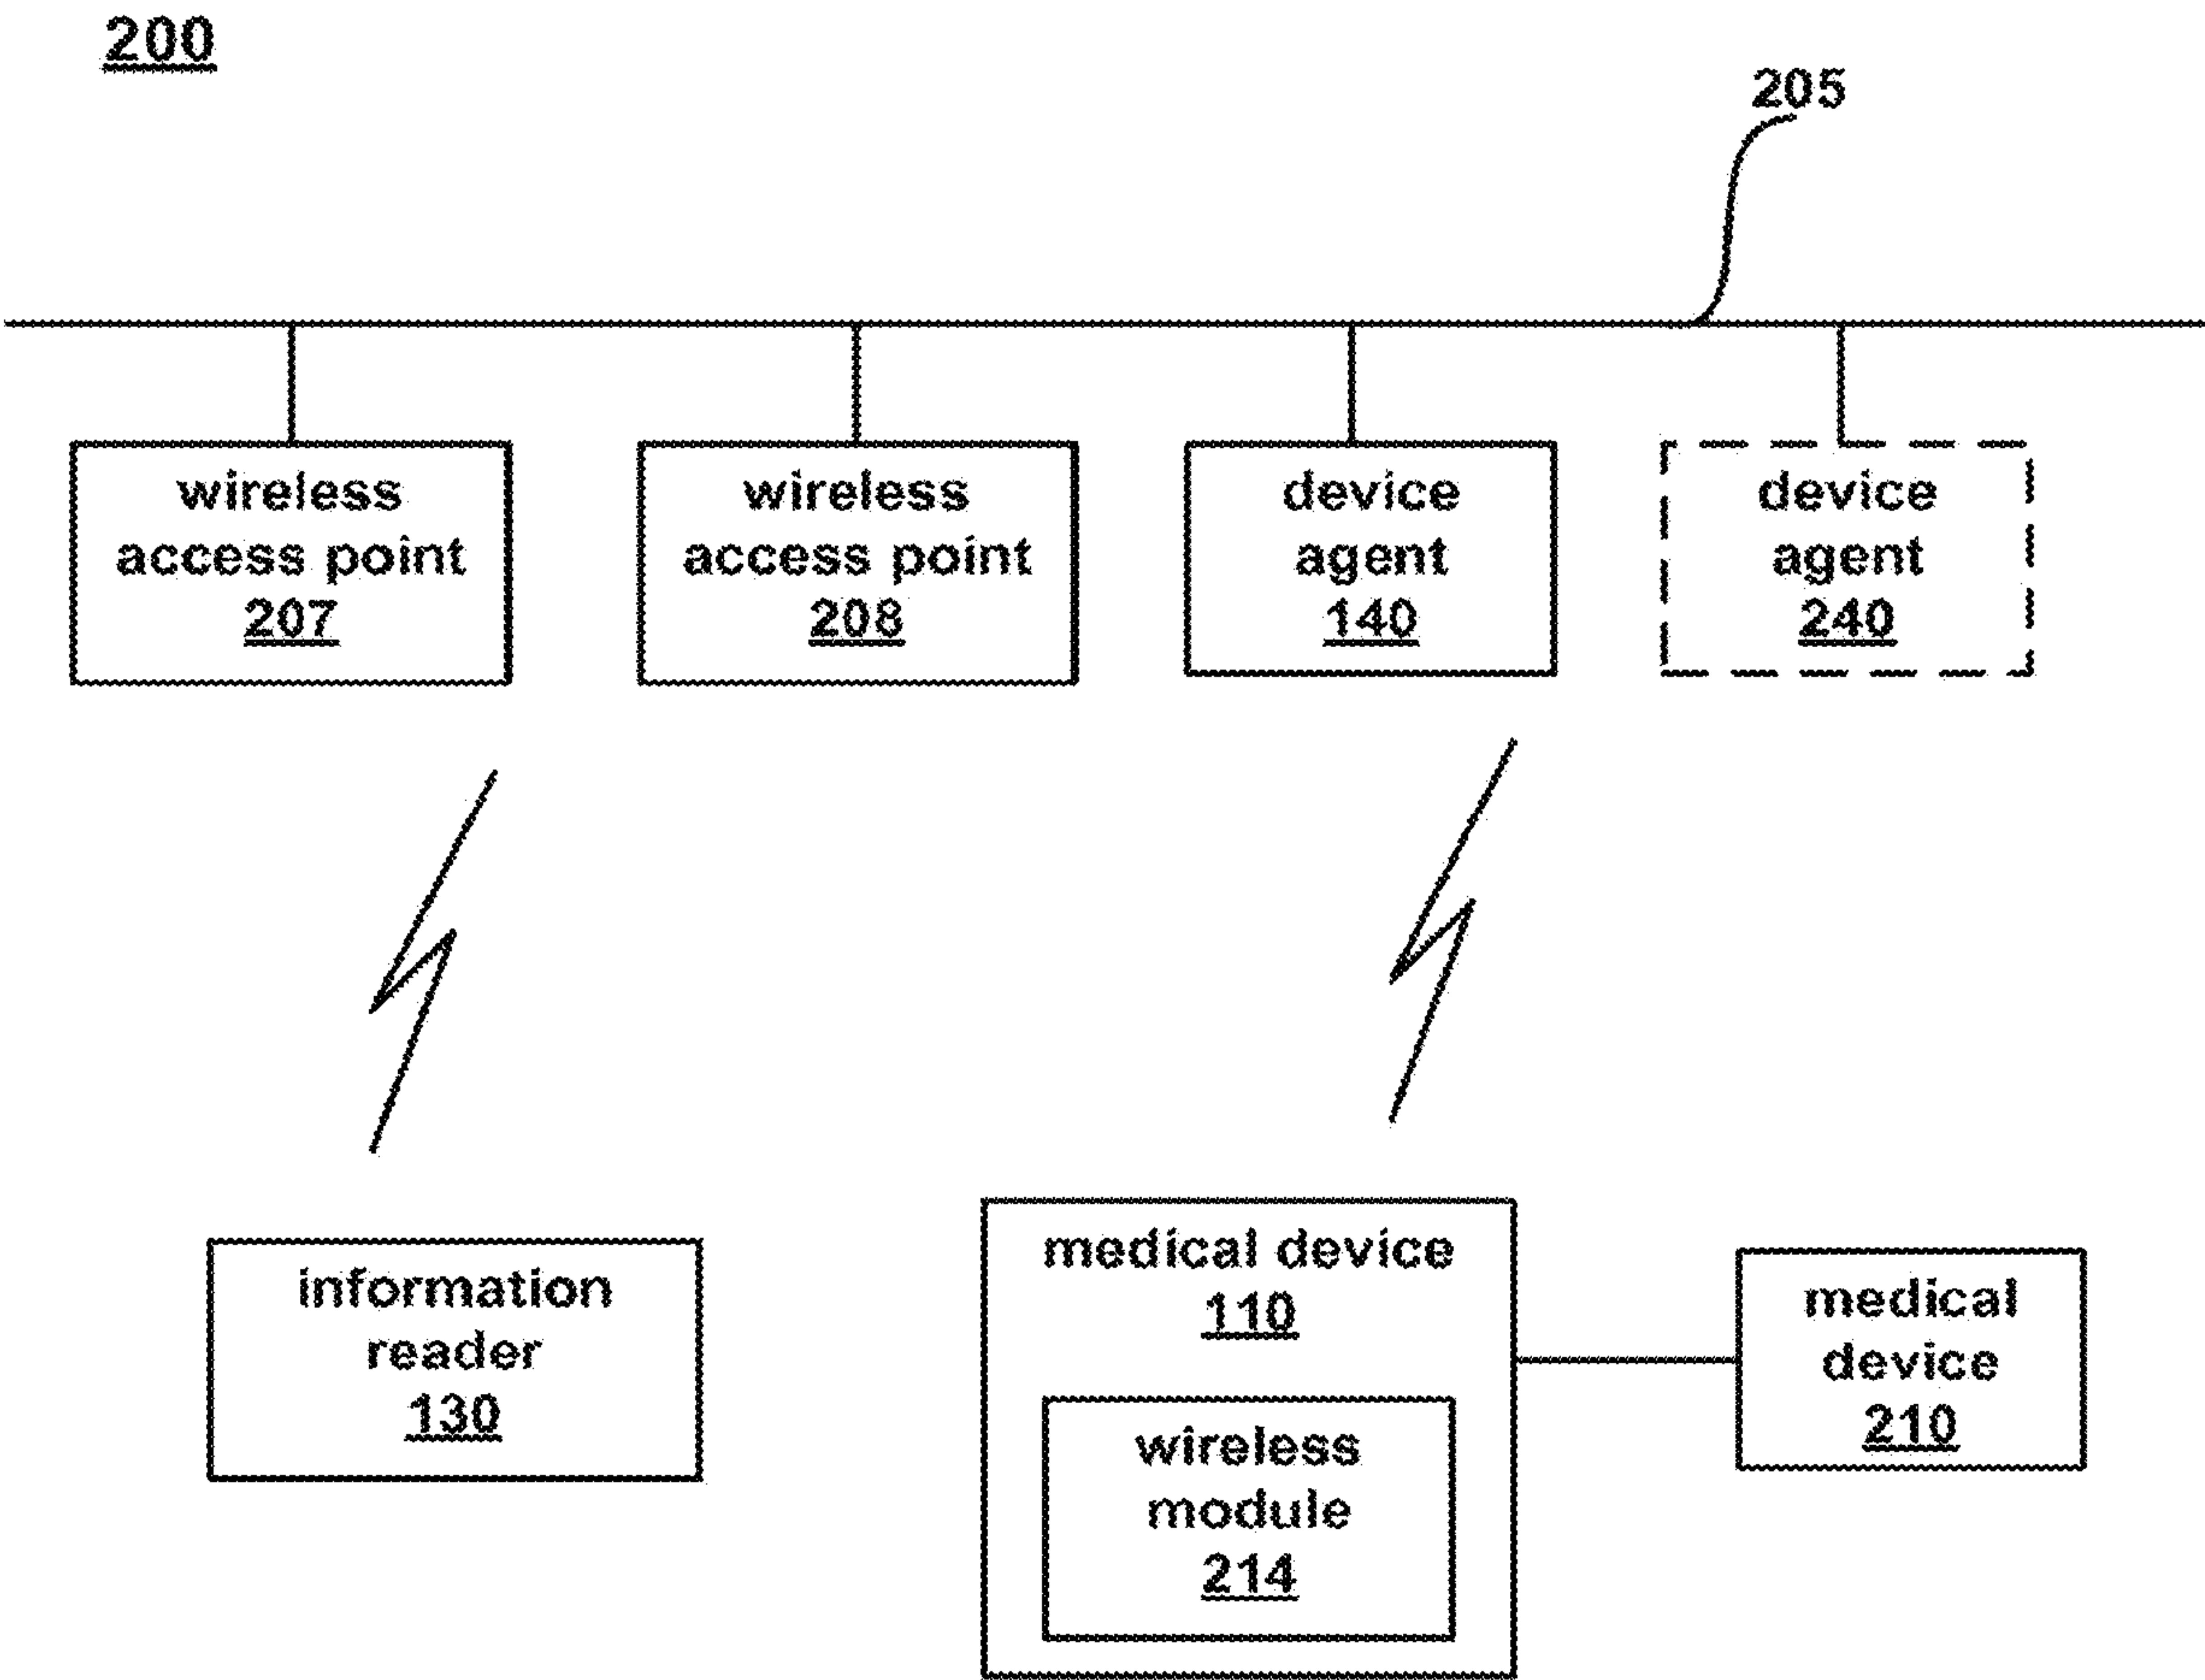 200
205
wireless
access point
207
wireless
access point
208
device
agent
140
device
agent
240
information
reader
130
medical device
110
wireless
module
214
medical
device
210